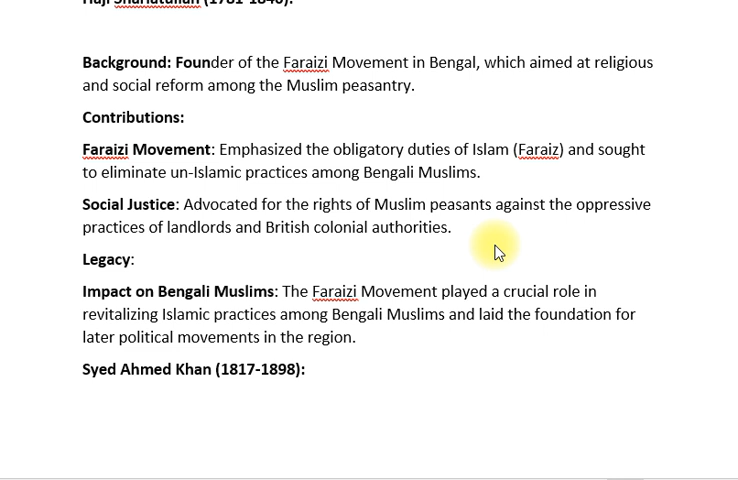 Haji Shariatullah (1781-1840):
Background: Founder of the Faraizi Movement in Bengal, which aimed at religious
and social reform among the Muslim peasantry.
Contributions:
Faraizi Movement: Emphasized the obligatory duties of Islam (Faraiz) and sought
to eliminate un-Islamic practices among Bengali Muslims.
Social Justice: Advocated for the rights of Muslim peasants against the oppressive
practices of landlords and British colonial authorities.
Legacy:
Impact on Bengali Muslims: The Faraizi Movement played a crucial role in
revitalizing Islamic practices among Bengali Muslims and laid the foundation for
later political movements in the region.
Syed Ahmed Khan (1817-1898):